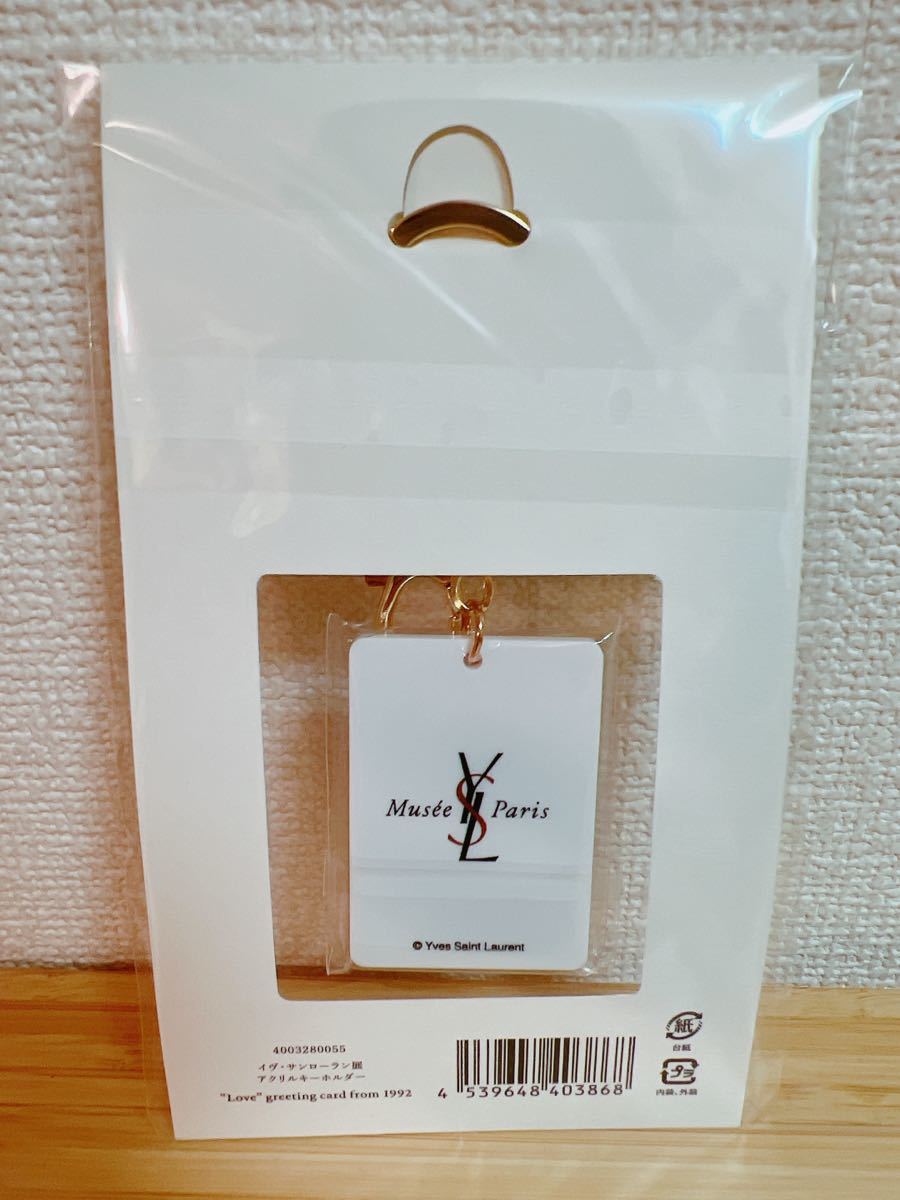 Musée YSL Paris
© Yves Saint Laurent
4003280055
イヴ・サンローラン展
アクリルキーホルダー
"Love" greeting card from 1992
4 539648 403868
紙
台紙
プラ
内装、外装